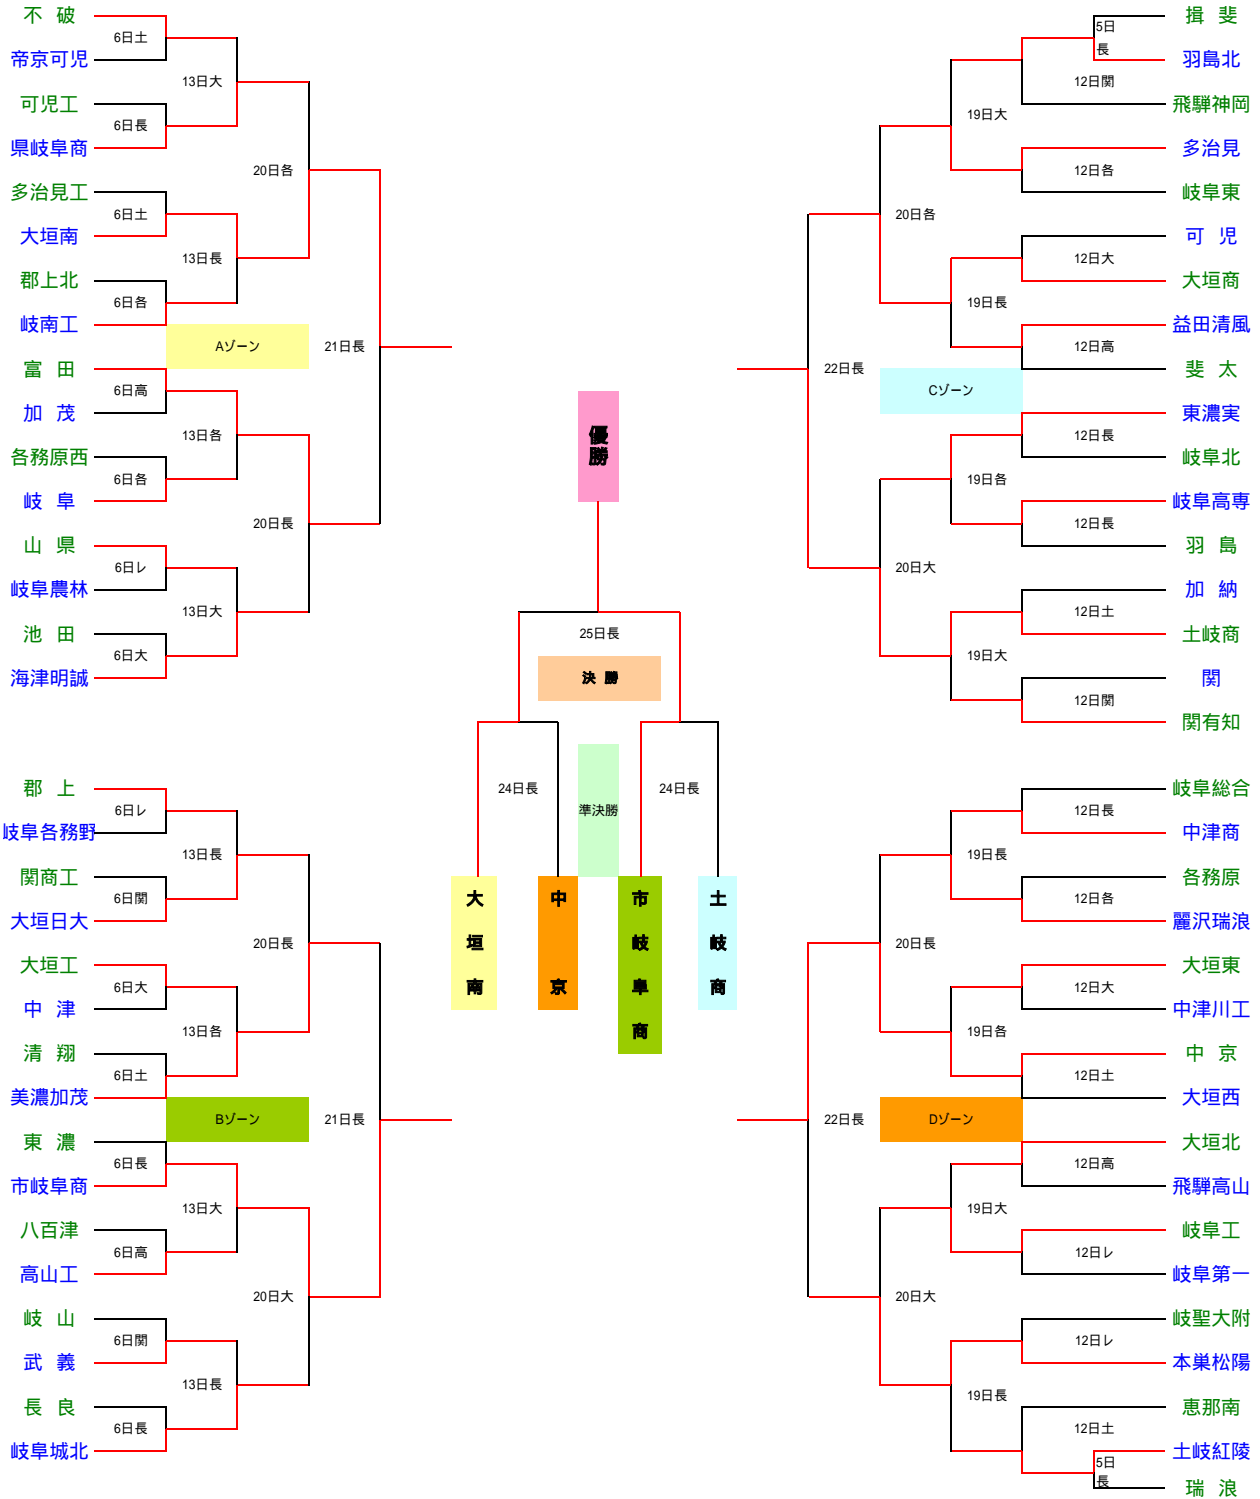 不 破
6日土
帝京可児
13日大
可児工
6日長
県岐阜商
20日各
多治見工
6日土
大垣南
13日長
郡上北
6日各
岐南工
Aゾーン
21日長
富 田
6日高
加 茂
13日各
各務原西
6日各
岐 阜
20日長
山 県
6日レ
岐阜農林
13日大
池 田
6日大
海津明誠
郡 上
6日レ
岐阜各務野
13日長
関商工
6日関
大垣日大
20日長
大垣工
6日大
中 津
13日各
清 翔
6日土
美濃加茂
Bゾーン
21日長
東 濃
6日長
市岐阜商
13日大
八百津
6日高
高山工
20日大
岐 山
6日関
武 義
13日長
長 良
6日長
岐阜城北
優勝
25日長
決 勝
24日長
準決勝
24日長
大垣南
中京
市岐阜商
土岐商
揖 斐
5日
長
羽島北
12日関
飛騨神岡
19日大
多治見
12日各
岐阜東
20日各
可 児
12日大
大垣商
19日長
益田清風
12日高
斐 太
22日長
Cゾーン
東濃実
12日長
岐阜北
19日各
岐阜高専
12日長
羽 島
20日大
加 納
12日土
土岐商
19日大
関
12日関
関有知
岐阜総合
12日長
中津商
19日長
各務原
12日各
麗沢瑞浪
20日長
大垣東
12日大
中津川工
19日各
中 京
12日土
大垣西
22日長
Dゾーン
大垣北
12日高
飛騨高山
19日大
岐阜工
12日レ
岐阜第一
20日大
岐聖大附
12日レ
本巣松陽
19日長
恵那南
12日土
土岐紅陵
5日
長
瑞 浪